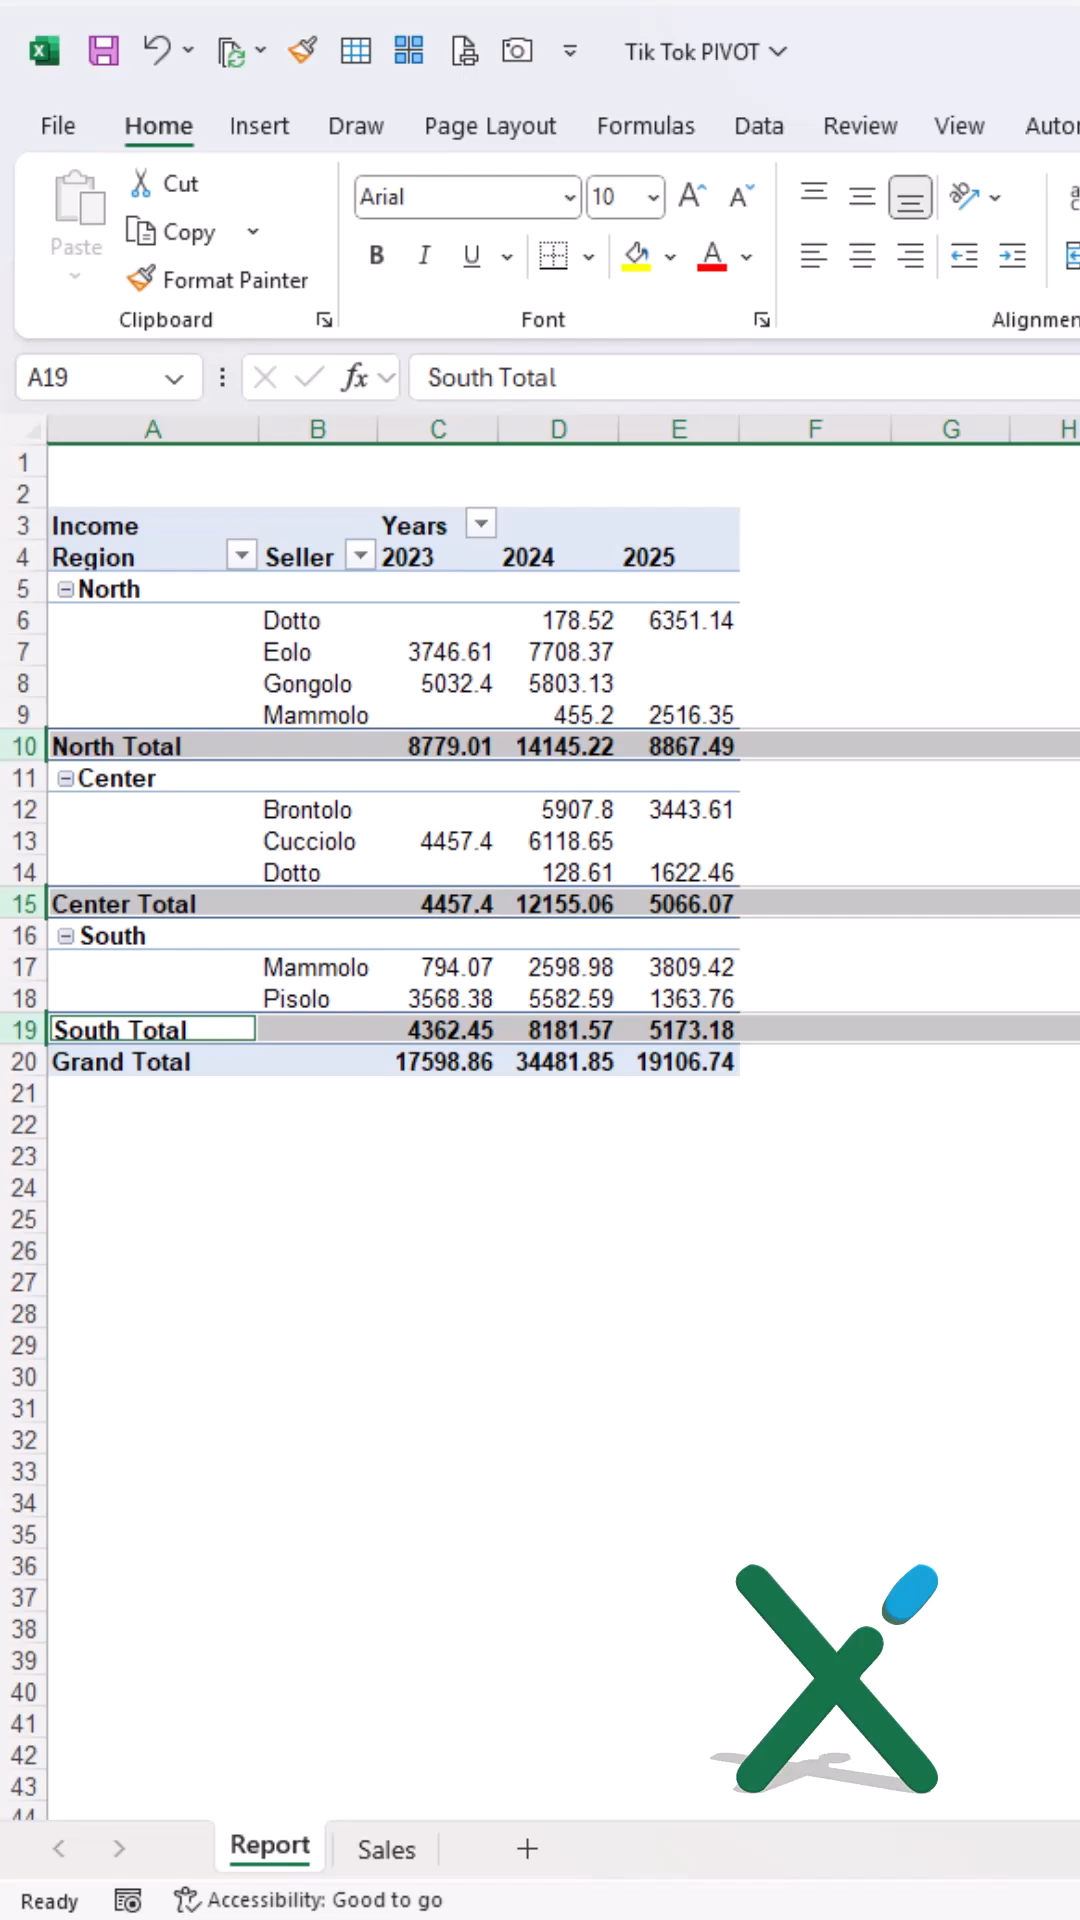 Tik Tok PIVOT
File Home Insert Draw Page Layout Formulas Data Review View
Paste
Cut
Copy
Format Painter
Clipboard
Arial 10
B I U A
Font
Alignmen
A19 fx South Total
A B C D E F G H
1
2
3 Income Years
4 Region Seller 2023 2024 2025
5 North
6 Dotto 178.52 6351.14
7 Eolo 3746.61 7708.37
8 Gongolo 5032.4 5803.13
9 Mammolo 455.2 2516.35
10 North Total 8779.01 14145.22 8867.49
11 Center
12 Brontolo 5907.8 3443.61
13 Cucciolo 4457.4 6118.65
14 Dotto 128.61 1622.46
15 Center Total 4457.4 12155.06 5066.07
16 South
17 Mammolo 794.07 2598.98 3809.42
18 Pisolo 3568.38 5582.59 1363.76
19 South Total 4362.45 8181.57 5173.18
20 Grand Total 17598.86 34481.85 19106.74
21
22
23
24
25
26
27
28
29
30
31
32
33
34
35
36
37
38
39
40
41
42
43
44
Report Sales
Ready Accessibility: Good to go